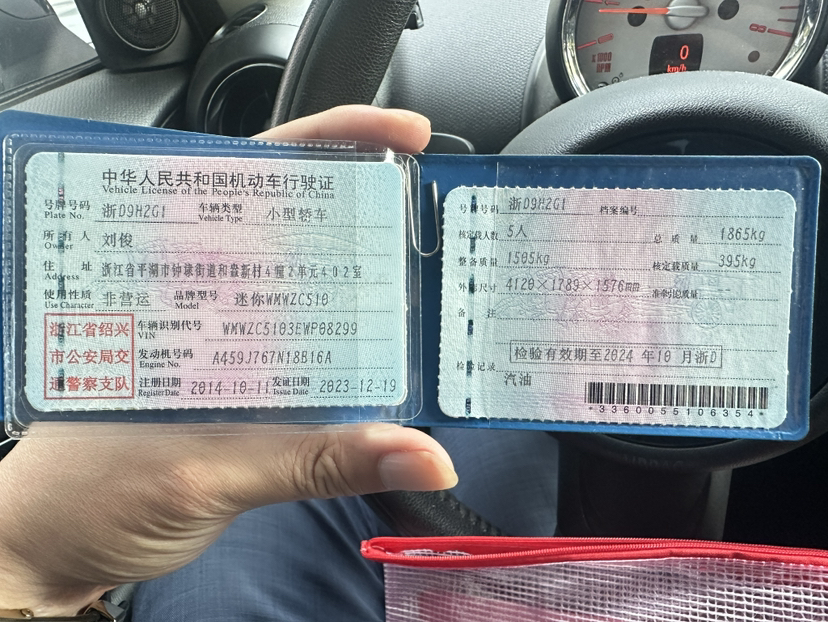 0
km/h
x1000
RPM
中华人民共和国机动车行驶证
Vehicle License of the People's Republic of China
号牌号码 浙D9H2G1 车辆类型 小型轿车
Plate No. Vehicle Type
所有人 刘俊
Owner
住址 浙江省平湖市钟埭街道和最新村4幢2单元402室
Address
使用性质 非营运 品牌型号 迷你WMWZC510
Use Character Model
浙江省绍兴
市公安局交
通警察支队
车辆识别代号 WMWZC5103EWP08299
VIN
发动机号码 A459J767N18B16A
Engine No.
注册日期 2014-10-11 发证日期 2023-12-19
Register Date Issue Date
号牌号码 浙D9H2G1 档案编号
核定载人数 5人 总质量 1865kg
整备质量 1505kg 核定载质量 395kg
外廓尺寸 4120×1789×1576mm 准牵引总质量 --
备注
检验有效期至2024年10月浙D
检验记录
汽油
*3360055106354*